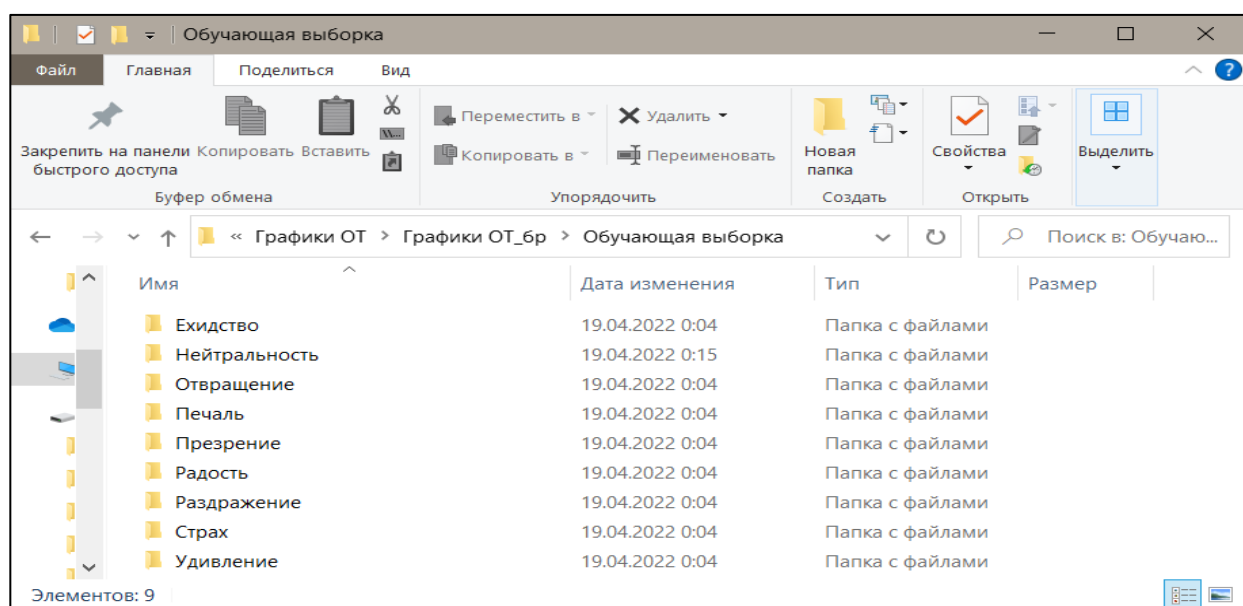 Обучающая выборка
Файл Главная Поделиться Вид
Закрепить на панели быстрого доступа
Копировать
Вставить
Переместить в
Копировать в
Удалить
Переименовать
Новая папка
Свойства
Выделить
Буфер обмена Упорядочить Создать Открыть
« Графики ОТ > Графики ОТ_бр > Обучающая выборка Поиск в: Обучаю...
Имя Дата изменения Тип Размер
Ехидство 19.04.2022 0:04 Папка с файлами
Нейтральность 19.04.2022 0:15 Папка с файлами
Отвращение 19.04.2022 0:04 Папка с файлами
Печаль 19.04.2022 0:04 Папка с файлами
Презрение 19.04.2022 0:04 Папка с файлами
Радость 19.04.2022 0:04 Папка с файлами
Раздражение 19.04.2022 0:04 Папка с файлами
Страх 19.04.2022 0:04 Папка с файлами
Удивление 19.04.2022 0:04 Папка с файлами
Элементов: 9